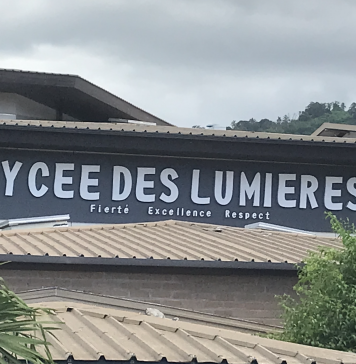 YCEE DES LUMIERES
Fierté Excellence Respect